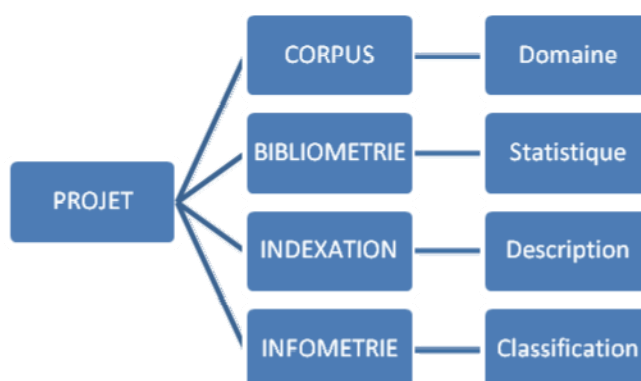 PROJET
CORPUS
Domaine
BIBLIOMETRIE
Statistique
INDEXATION
Description
INFOMETRIE
Classification